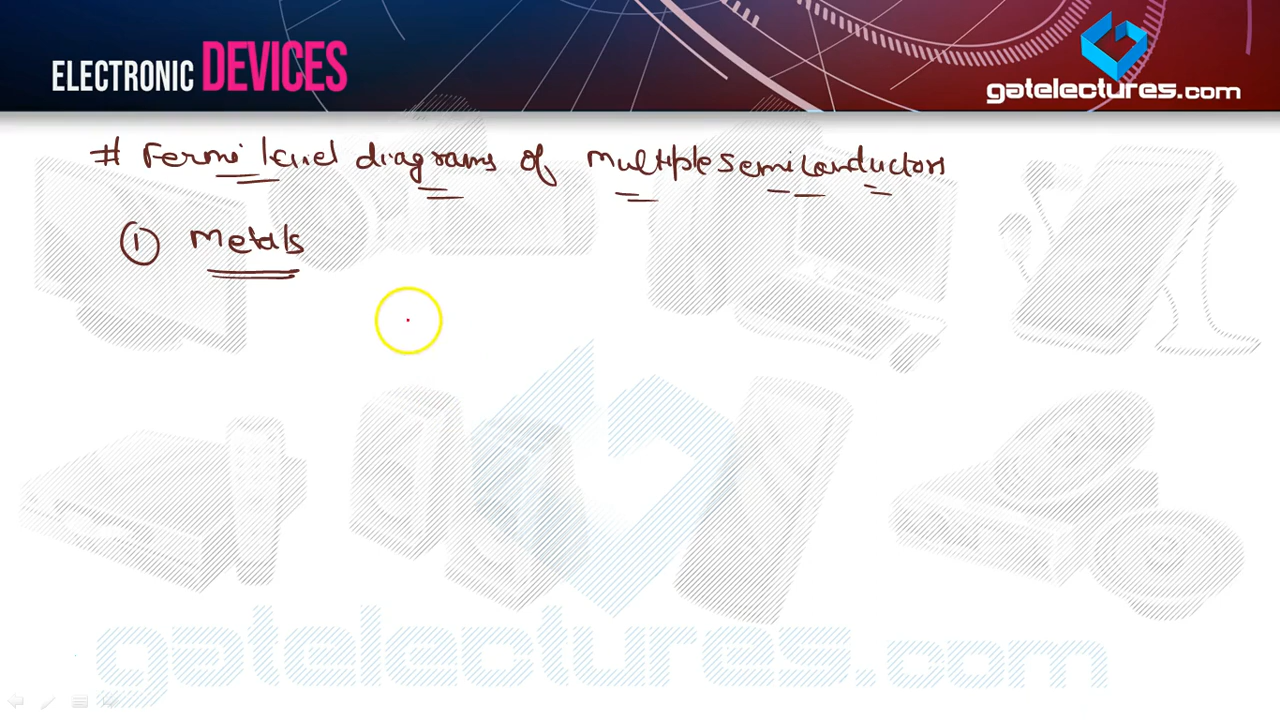 ELECTRONIC DEVICES
gatelectures.com
# Fermi level diagrams of multiple semiconductors
① Metals
gatelectures.com